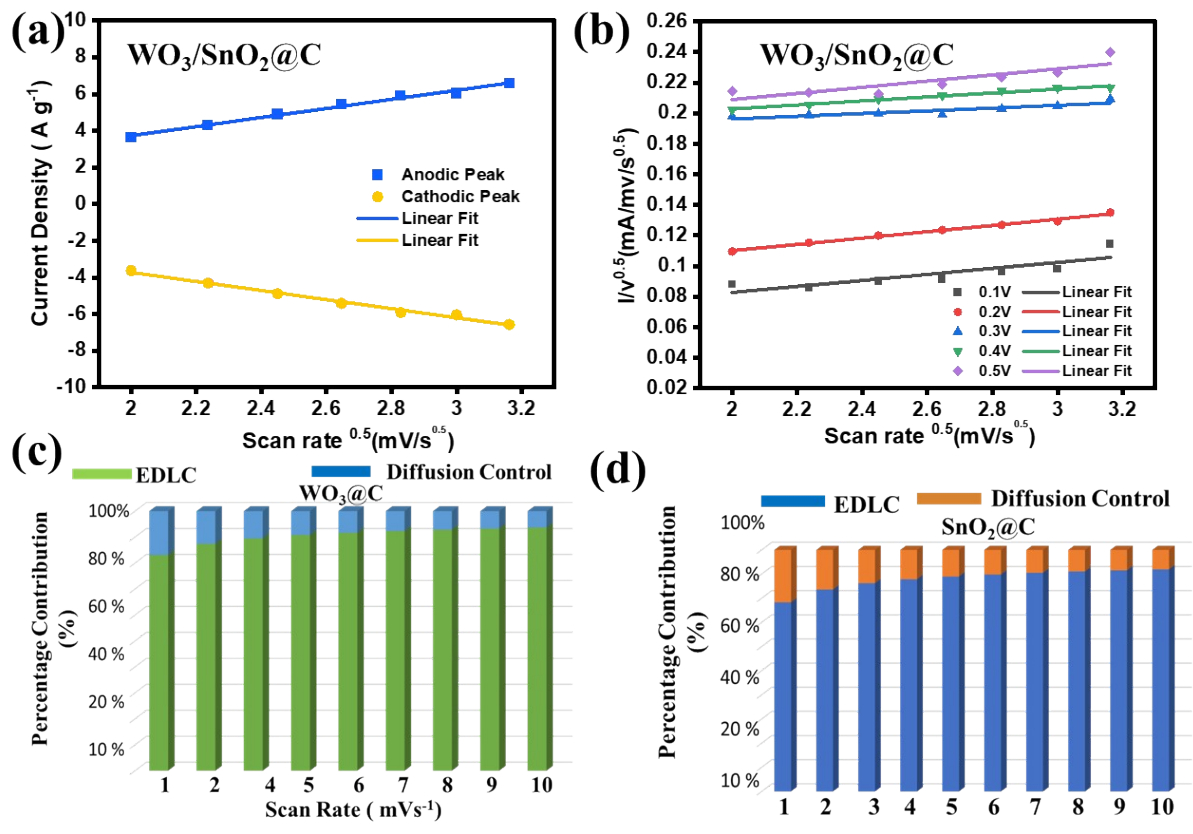 (a)
WO3/SnO2@C
Current Density ( A g-1)
10
8
6
4
2
0
-2
-4
-6
-8
-10
Anodic Peak
Cathodic Peak
Linear Fit
Linear Fit
2 2.2 2.4 2.6 2.8 3 3.2
Scan rate 0.5(mV/s0.5)
(b)
WO3/SnO2@C
I/v0.5(mA/mv/s0.5)
0.26
0.24
0.22
0.2
0.18
0.16
0.14
0.12
0.1
0.08
0.06
0.04
0.02
0.1V Linear Fit
0.2V Linear Fit
0.3V Linear Fit
0.4V Linear Fit
0.5V Linear Fit
2 2.2 2.4 2.6 2.8 3 3.2
Scan rate 0.5(mV/s0.5)
(c)
EDLC Diffusion Control
WO3@C
Percentage Contribution
(%)
100%
80 %
60 %
40 %
20 %
10 %
1 2 4 5 6 7 8 9 10
Scan Rate ( mVs-1)
(d)
EDLC Diffusion Control
SnO2@C
Percentage Contribution
(%)
100%
80 %
60 %
40 %
20 %
10 %
1 2 3 4 5 6 7 8 9 10